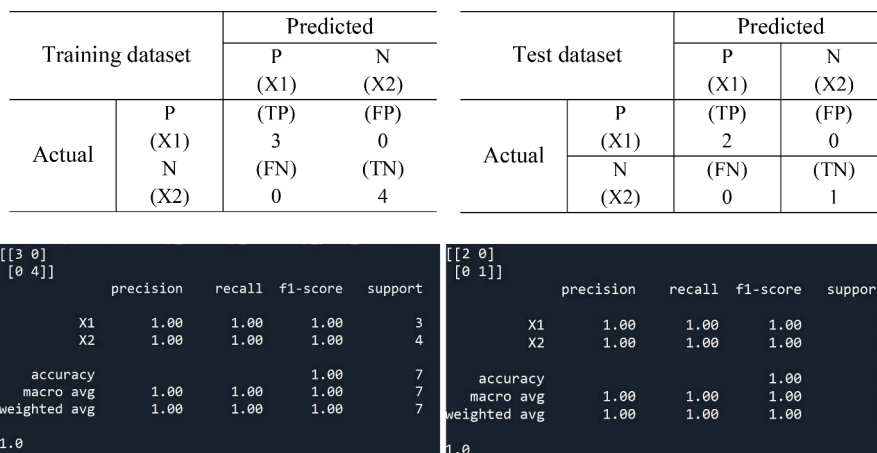 Training dataset Predicted
P N
(X1) (X2)
Actual P (TP) (FP)
(X1) 3 0
N (FN) (TN)
(X2) 0 4
Test dataset Predicted
P N
(X1) (X2)
Actual P (TP) (FP)
(X1) 2 0
N (FN) (TN)
(X2) 0 1
[[3 0]
[0 4]]
precision recall f1-score support
X1 1.00 1.00 1.00 3
X2 1.00 1.00 1.00 4
accuracy 1.00 7
macro avg 1.00 1.00 1.00 7
weighted avg 1.00 1.00 1.00 7
1.0
[[2 0]
[0 1]]
precision recall f1-score suppor
X1 1.00 1.00 1.00
X2 1.00 1.00 1.00
accuracy 1.00
macro avg 1.00 1.00 1.00
weighted avg 1.00 1.00 1.00
1.0